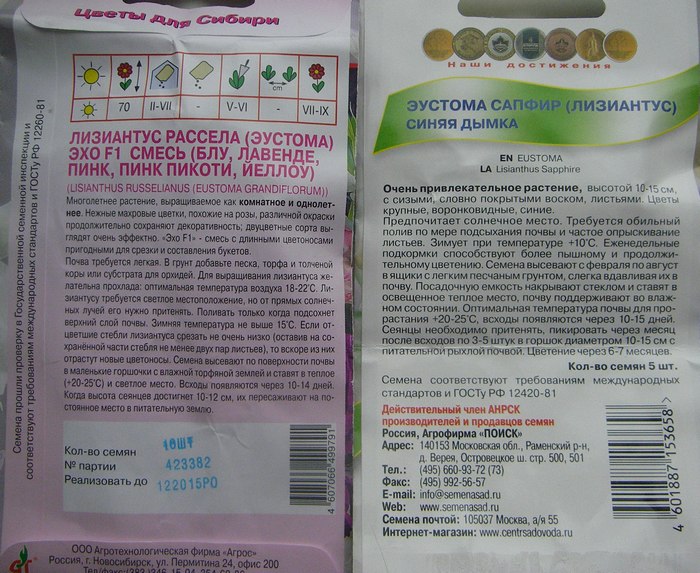 Цветы для Сибири
70 II-VII - V-VI - VII-IX
ЛИЗИАНТУС РАССЕЛА (ЭУСТОМА)
ЭХО F1 СМЕСЬ (БЛУ, ЛАВЕНДЕ,
ПИНК, ПИНК ПИКОТИ, ЙЕЛЛОУ)
(LISIANTHUS RUSSELIANUS (EUSTOMA GRANDIFLORUM))
Многолетнее растение, выращиваемое как комнатное и однолет-
нее. Нежные махровые цветки, похожие на розы, различной окраски
продолжительно сохраняют декоративность; двуцветные сорта вы-
глядят очень эффектно. «Эхо F1» - смесь с длинными цветоносами
пригодными для срезки и составления букетов.
Почва требуется легкая. В грунт добавьте песка, торфа и толченой
коры или субстрата для орхидей. Для выращивания лизиантуса же-
лательна прохлада: оптимальная температура воздуха 18-22˚С. Ли-
зиантусу требуется светлое местоположение, но от прямых солнеч-
ных лучей его нужно притенять. Поливать только когда подсохнет
верхний слой почвы. Зимняя температура не выше 15˚С. Если от-
цветшие стебли лизиантуса срезать не очень низко (оставив на со-
хранённой части стебля не менее двух пар листьев), то вскоре из них
отрастут новые цветоносы. Семена высевают по поверхности почвы
в маленькие горшочки с влажной торфяной землей и ставят в теплое
(+20-25˚С) и светлое место. Всходы появляются через 10-14 дней.
Когда высота сеянцев достигнет 10-12 см, их пересаживают на по-
стоянное место в питательную землю.
Кол-во семян 10шт
№ партии 423382
Реализовать до 122015РО
4 607066 499791
Семена прошли проверку в Государственной семенной инспекции и
соответствуют требованиям международных стандартов и ГОСТу РФ 12260-81
ООО Агротехнологическая фирма «Агрос»
Россия, г. Новосибирск, ул. Пермитина 24, офис 200
Наши достижения
ЭУСТОМА САПФИР (ЛИЗИАНТУС)
СИНЯЯ ДЫМКА
EN EUSTOMA
LA Lisianthus Sapphire
Очень привлекательное растение, высотой 10-15 см,
с сизыми, словно покрытыми воском, листьями. Цветы
крупные, воронковидные, синие.
Предпочитает солнечное место. Требуется обильный
полив по мере подсыхания почвы и частое опрыскивание
листьев. Зимует при температуре +10˚С. Еженедельные
подкормки способствуют более пышному и продолжи-
тельному цветению. Семена высевают с февраля по август
в ящики с легким песчаным грунтом, слегка вдавливая их в
почву. Посадочную емкость накрывают стеклом и ставят в
освещенное теплое место, почву поддерживают во влаж-
ном состоянии. Оптимальная температура почвы для про-
растания +20-25˚С, всходы появляются через 10-15 дней.
Сеянцы необходимо притенять, пикировать через месяц
после всходов по 3-5 штук в горшок диаметром 10-15 см с
питательной рыхлой почвой. Цветение через 6-7 месяцев.
Кол-во семян 5 шт.
Семена соответствуют требованиям международных
стандартов и ГОСТу РФ 12420-81
Действительный член АНРСК
производителей и продавцов семян
Россия, Агрофирма "ПОИСК"
Адрес: 140153 Московская обл., Раменский р-н,
д. Верея, Островецкое ш. стр. 500, 501
Тел.: (495) 660-93-72 (73)
Факс: (495) 992-56-57
E-mail: info@semenasad.ru
Web: www.semenasad.ru
Семена почтой: 105037 Москва, а/я 55
Интернет-магазин: www.centrsadovoda.ru
4 601887 153658